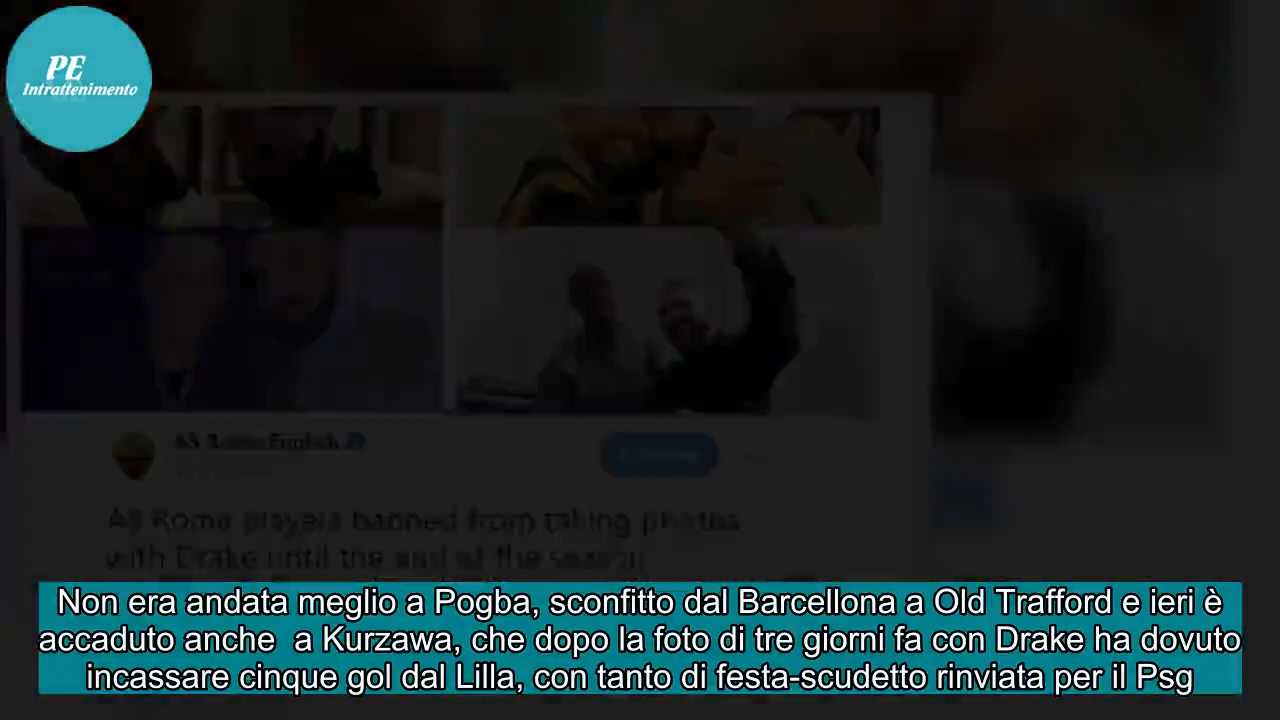 PE
Intrattenimento
AS Roma English
AS Roma players banned from taking photos
with Drake until the end of the season
Non era andata meglio a Pogba, sconfitto dal Barcellona a Old Trafford e ieri è
accaduto anche a Kurzawa, che dopo la foto di tre giorni fa con Drake ha dovuto
incassare cinque gol dal Lilla, con tanto di festa-scudetto rinviata per il Psg